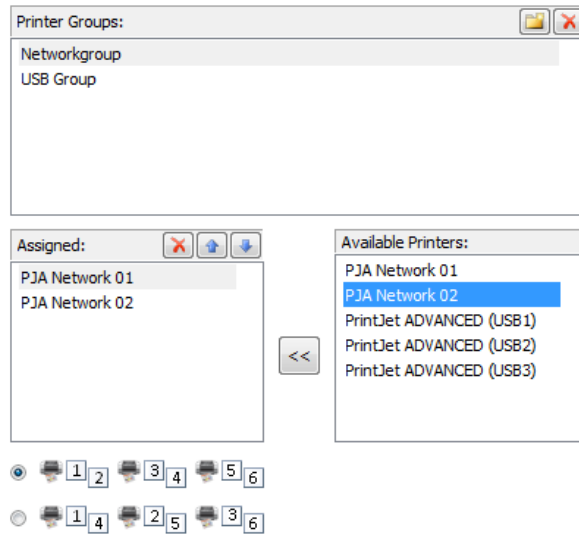 Printer Groups:
Networkgroup
USB Group
Assigned:
PJA Network 01
PJA Network 02
<<
Available Printers:
PJA Network 01
PJA Network 02
PrintJet ADVANCED (USB1)
PrintJet ADVANCED (USB2)
PrintJet ADVANCED (USB3)
1 2 3 4 5 6
1 4 2 5 3 6